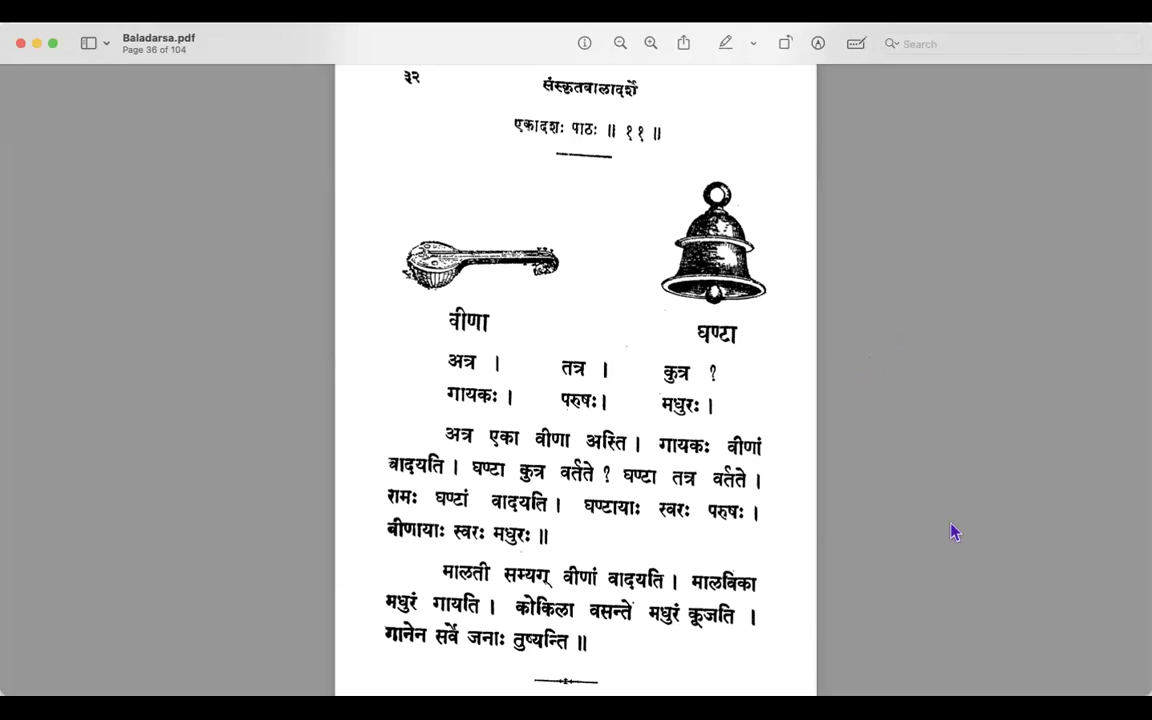 Baladarsa.pdf
Page 36 of 104
Search
३२
संस्कृतबालादर्शे
एकादशः पाठः ॥ ११ ॥
वीणा
घण्टा
अत्र । तत्र । कुत्र ?
गायकः । परुषः। मधुरः ।
अत्र एका वीणा अस्ति । गायकः वीणां
वादयति । घण्टा कुत्र वर्तते ? घण्टा तत्र वर्तते ।
रामः घण्टां वादयति । घण्टायाः स्वरः परुषः ।
वीणायाः स्वरः मधुरः ॥
मालती सम्यग् वीणां वादयति । मालविका
मधुरं गायति । कोकिला वसन्ते मधुरं कूजति ।
गानेन सर्वे जनाः तुष्यन्ति ॥